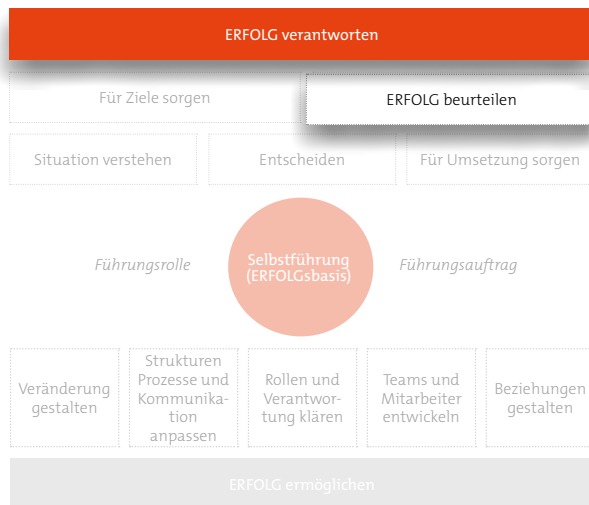 ERFOLG verantworten
Für Ziele sorgen
ERFOLG beurteilen
Situation verstehen
Entscheiden
Für Umsetzung sorgen
Führungsrolle
Selbstführung
(ERFOLGsbasis)
Führungsauftrag
Veränderung
gestalten
Strukturen
Prozesse und
Kommunika-
tion
anpassen
Rollen und
Verantwor-
tung klären
Teams und
Mitarbeiter
entwickeln
Beziehungen
gestalten
ERFOLG ermöglichen